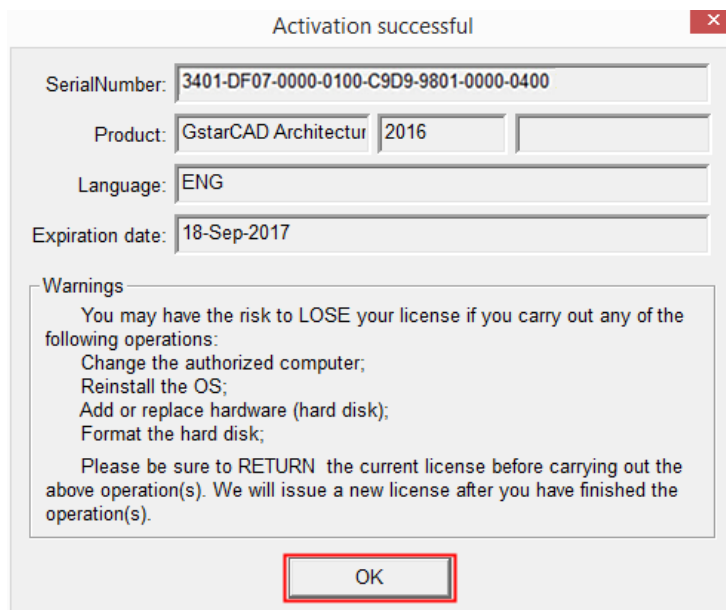 Activation successful
SerialNumber: 3401-DF07-0000-0100-C9D9-9801-0000-0400
Product: GstarCAD Architectur 2016
Language: ENG
Expiration date: 18-Sep-2017
Warnings
You may have the risk to LOSE your license if you carry out any of the
following operations:
Change the authorized computer;
Reinstall the OS;
Add or replace hardware (hard disk);
Format the hard disk;
Please be sure to RETURN the current license before carrying out the
above operation(s). We will issue a new license after you have finished the
operation(s).
OK